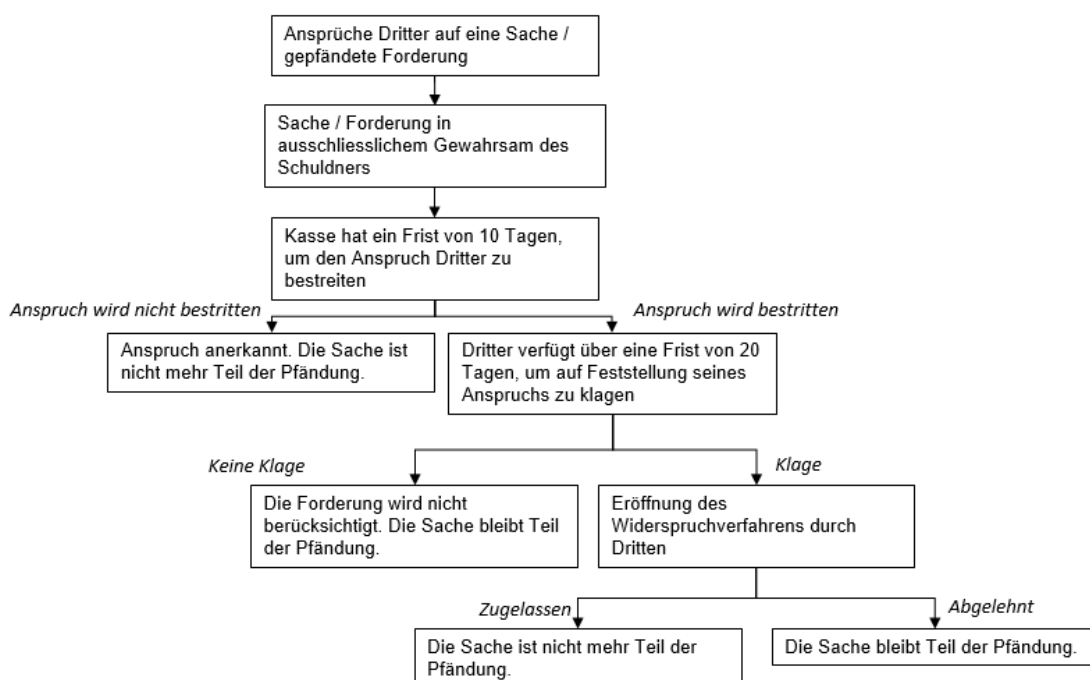 Ansprüche Dritter auf eine Sache /
gepfändete Forderung
Sache / Forderung in
ausschliesslichem Gewahrsam des
Schuldners
Kasse hat ein Frist von 10 Tagen,
um den Anspruch Dritter zu
bestreiten
Anspruch wird nicht bestritten
Anspruch wird bestritten
Anspruch anerkannt. Die Sache ist
nicht mehr Teil der Pfändung.
Dritter verfügt über eine Frist von 20
Tagen, um auf Feststellung seines
Anspruchs zu klagen
Keine Klage
Klage
Die Forderung wird nicht
berücksichtigt. Die Sache bleibt Teil
der Pfändung.
Eröffnung des
Widerspruchverfahrens durch
Dritten
Zugelassen
Abgelehnt
Die Sache ist nicht mehr Teil der
Pfändung.
Die Sache bleibt Teil der Pfändung.